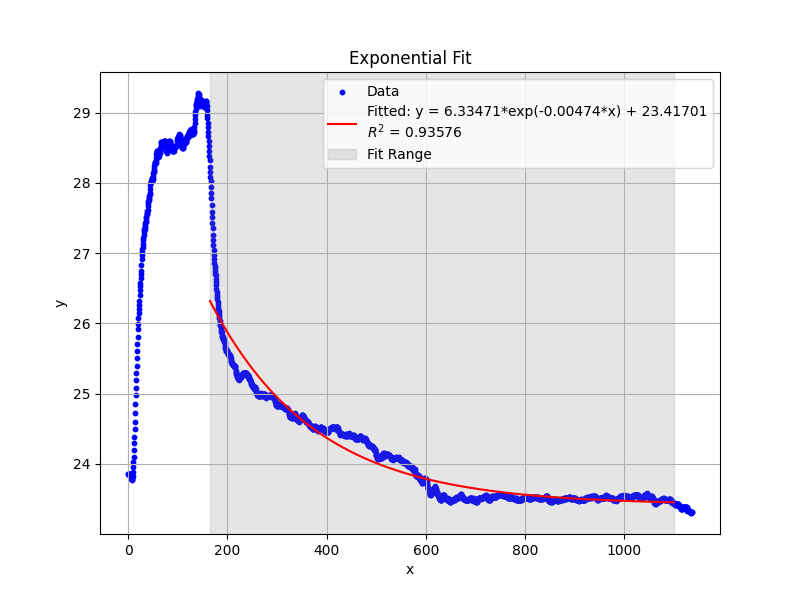 Exponential Fit
Data
Fitted: y = 6.33471*exp(-0.00474*x) + 23.41701
R² = 0.93576
Fit Range
29
28
27
26
25
24
y
0 200 400 600 800 1000
x